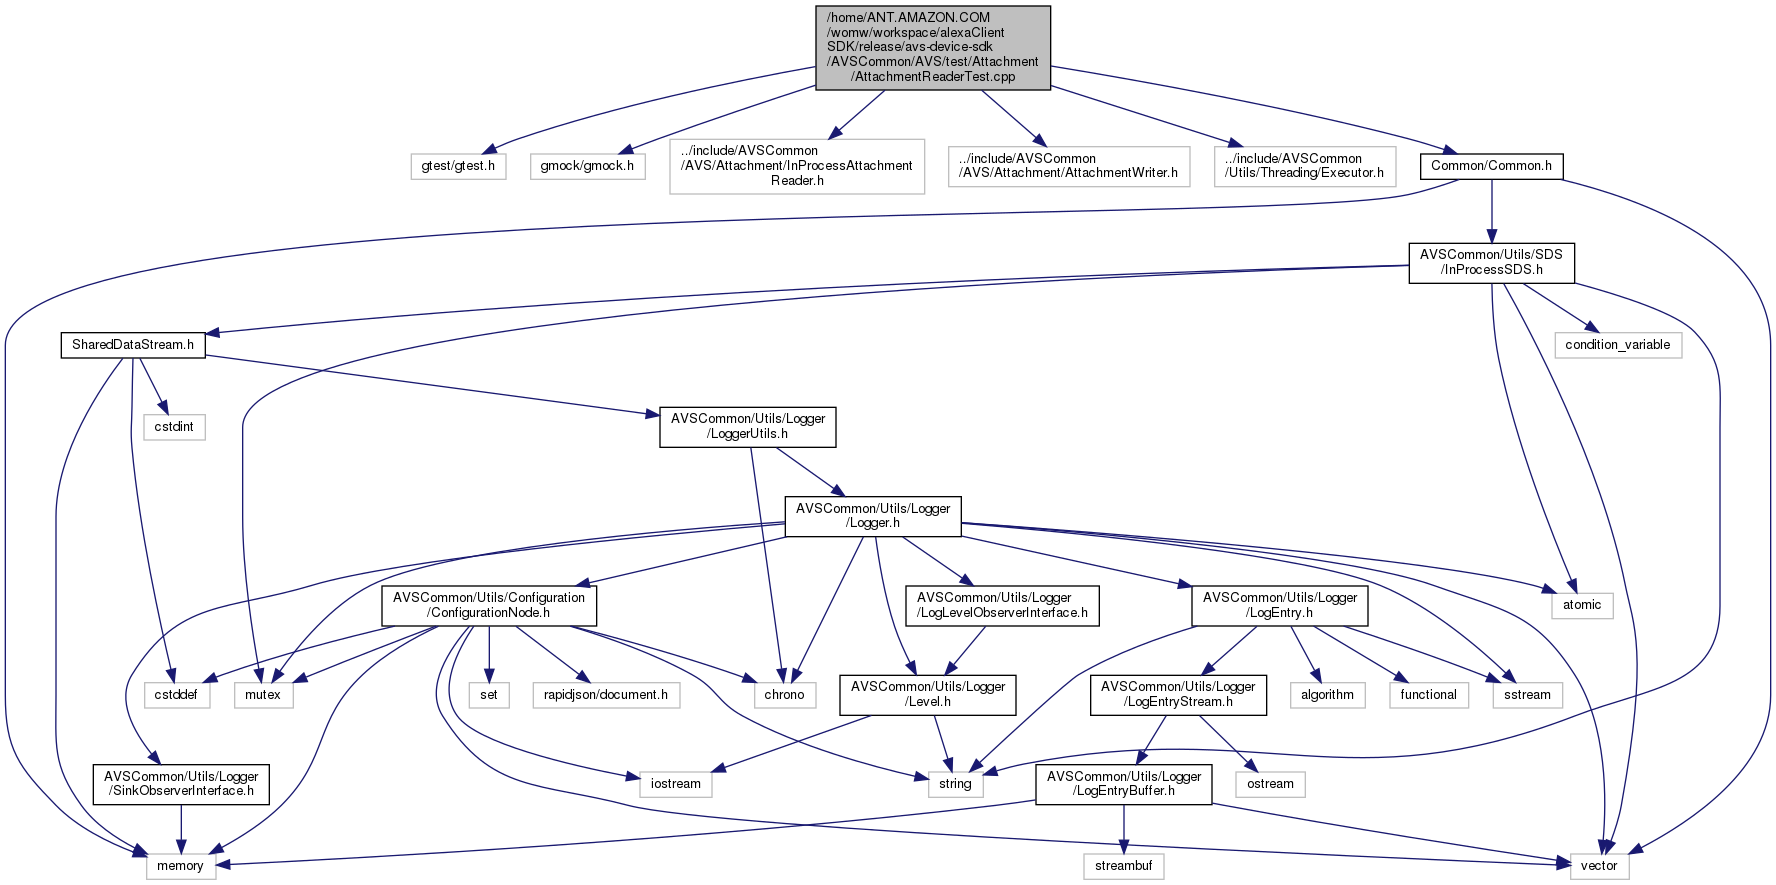 /home/ANT.AMAZON.COM
/womw/workspace/alexaClient
SDK/release/avs-device-sdk
/AVSCommon/AVS/test/Attachment
/AttachmentReaderTest.cpp
gtest/gtest.h
gmock/gmock.h
../include/AVSCommon
/AVS/Attachment/InProcessAttachment
Reader.h
../include/AVSCommon
/AVS/Attachment/AttachmentWriter.h
../include/AVSCommon
/Utils/Threading/Executor.h
Common/Common.h
AVSCommon/Utils/SDS
/InProcessSDS.h
SharedDataStream.h
condition_variable
cstdint
AVSCommon/Utils/Logger
/LoggerUtils.h
AVSCommon/Utils/Logger
/Logger.h
AVSCommon/Utils/Configuration
/ConfigurationNode.h
AVSCommon/Utils/Logger
/LogLevelObserverInterface.h
AVSCommon/Utils/Logger
/LogEntry.h
atomic
cstddef
mutex
set
rapidjson/document.h
chrono
AVSCommon/Utils/Logger
/Level.h
AVSCommon/Utils/Logger
/LogEntryStream.h
algorithm
functional
sstream
AVSCommon/Utils/Logger
/SinkObserverInterface.h
iostream
string
AVSCommon/Utils/Logger
/LogEntryBuffer.h
ostream
memory
streambuf
vector